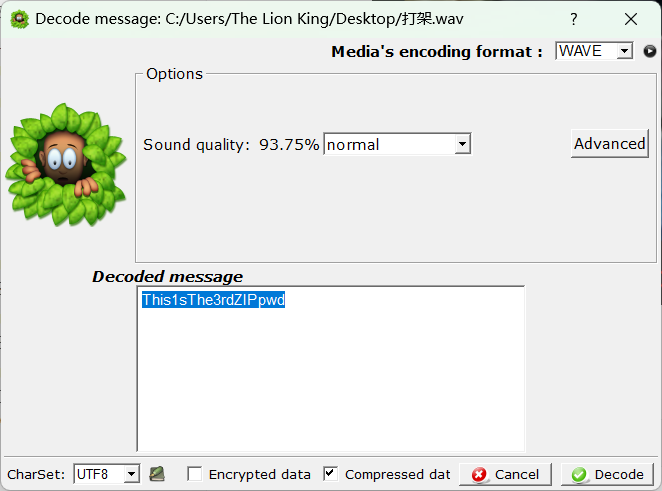 Decode message: C:/Users/The Lion King/Desktop/打架.wav
Media's encoding format : WAVE
Options
Sound quality: 93.75% normal Advanced
Decoded message
This1sThe3rdZIPpwd
CharSet: UTF8 Encrypted data Compressed dat Cancel Decode